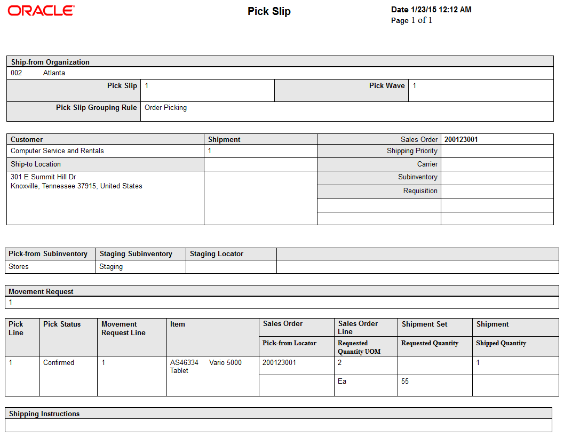 ORACLE Pick Slip Date 1/23/15 12:12 AM
Page 1 of 1
Ship-from Organization
002 Atlanta
Pick Slip 1 Pick Wave 1
Pick Slip Grouping Rule Order Picking
Customer Shipment Sales Order 200123001
Computer Service and Rentals 1 Shipping Priority
Ship-to Location Carrier
301 E Summit Hill Dr Subinventory
Knoxville, Tennessee 37915, United States
Requisition
Pick-from Subinventory Staging Subinventory Staging Locator
Stores Staging
Movement Request
1
Pick Line Pick Status Movement Request Line Item Sales Order Sales Order Line Shipment Set Shipment
Pick-from Locator Requested Quantity UOM Requested Quantity Shipped Quantity
1 Confirmed 1 AS46334 Vario 5000 200123001 2 1
Tablet
Ea 55
Shipping Instructions